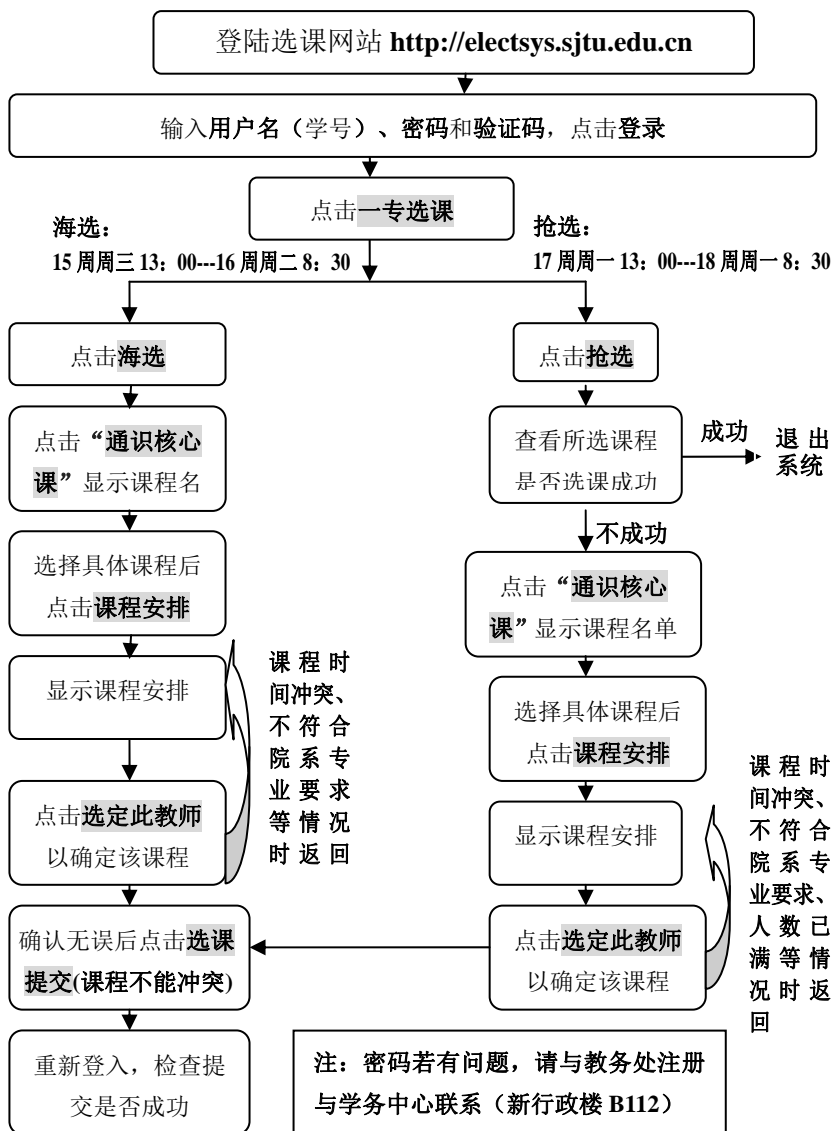 登陆选课网站 http://electsys.sjtu.edu.cn
输入用户名（学号）、密码和验证码，点击登录
点击一专选课
海选：
15 周周三 13：00---16 周周二 8：30
抢选：
17 周周一 13：00---18 周周一 8：30
点击海选
点击“通识核心
课”显示课程名
选择具体课程后
点击课程安排
显示课程安排
点击选定此教师
以确定该课程
课 程 时
间冲突、
不 符 合
院 系 专
业 要 求
等 情 况
时 返 回
确认无误后点击选课
提交(课程不能冲突)
重新登入，检查提
交是否成功
点击抢选
查看所选课程
是否选课成功
成功
退 出
系统
不成功
点击“通识核心
课”显示课程名单
选择具体课程后
点击课程安排
显示课程安排
点击选定此教师
以确定该课程
课 程 时
间冲突、
不 符 合
院 系 专
业要求、
人 数 已
满 等 情
况 时 返
回
注：密码若有问题，请与教务处注册
与学务中心联系（新行政楼 B112）